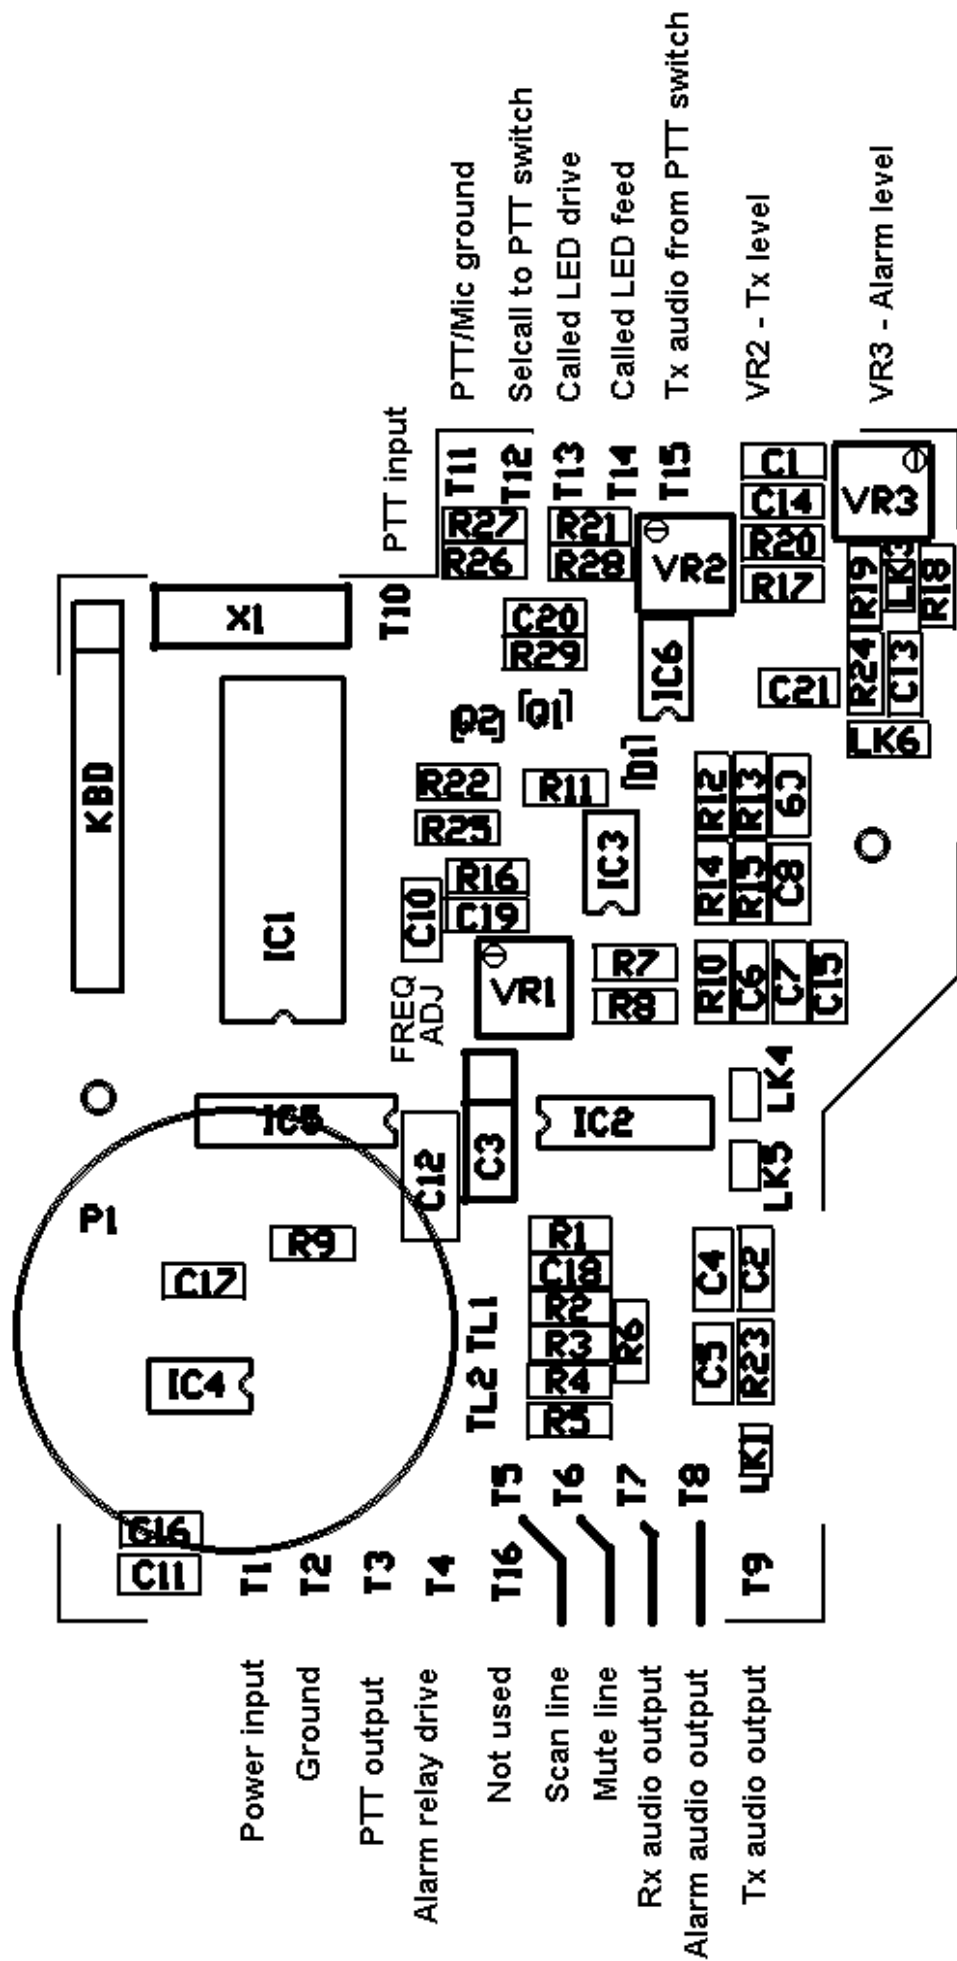 PTT/Mic ground
Selcall to PTT switch
Called LED drive
Called LED feed
Tx audio from PTT switch
VR2 - Tx level
VR3 - Alarm level
PTT input
T10
T11
T12
T13
T14
T15
KBD
X1
IC1
R27
R26
R21
R28
C20
R29
Q2
Q1
D1
VR2
IC6
C1
C14
R20
R17
VR3
R19
LK3
R18
R24
C13
LK6
C21
R22
R25
R11
IC3
R16
C19
C10
FREQ
ADJ
VR1
R7
R8
R12
R13
C9
R14
R15
C8
R10
C6
C7
C15
IC5
C12
C3
IC2
LK4
LK5
P1
R9
C17
IC4
C16
C11
TL1
TL2
R1
C18
R2
R3
R4
R5
R6
C4
C2
C5
R23
LK1
T1
T2
T3
T4
T16
T5
T6
T7
T8
T9
Power input
Ground
PTT output
Alarm relay drive
Not used
Scan line
Mute line
Rx audio output
Alarm audio output
Tx audio output